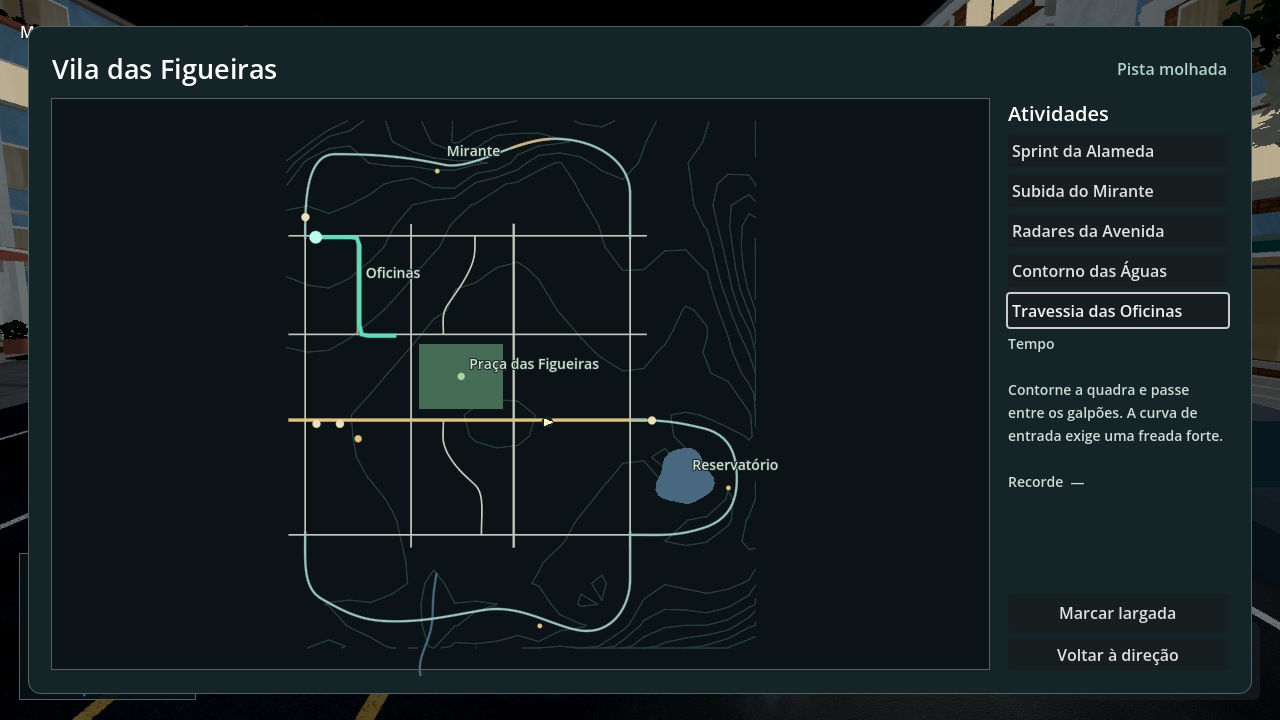 M
Vila das Figueiras
Pista molhada
Mirante
Oficinas
Praça das Figueiras
Reservatório
Atividades
Sprint da Alameda
Subida do Mirante
Radares da Avenida
Contorno das Águas
Travessia das Oficinas
Tempo
Contorne a quadra e passe
entre os galpões. A curva de
entrada exige uma freada forte.
Recorde —
Marcar largada
Voltar à direção